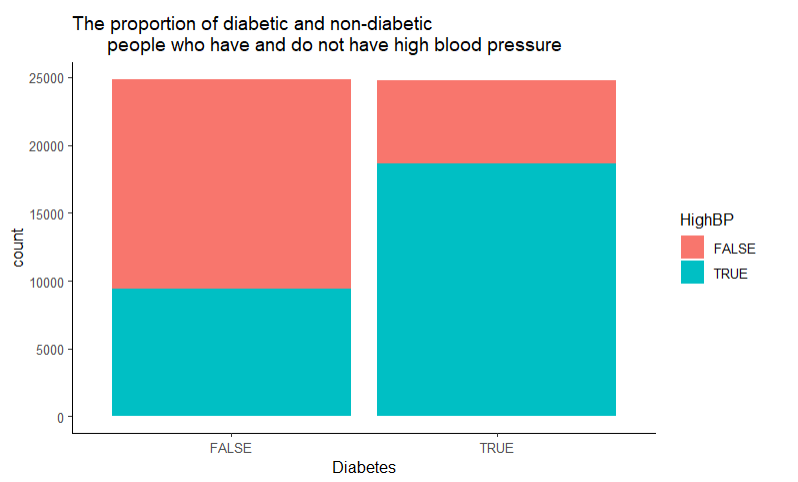 The proportion of diabetic and non-diabetic
people who have and do not have high blood pressure
25000
20000
15000
10000
5000
0
count
FALSE
TRUE
Diabetes
HighBP
FALSE
TRUE